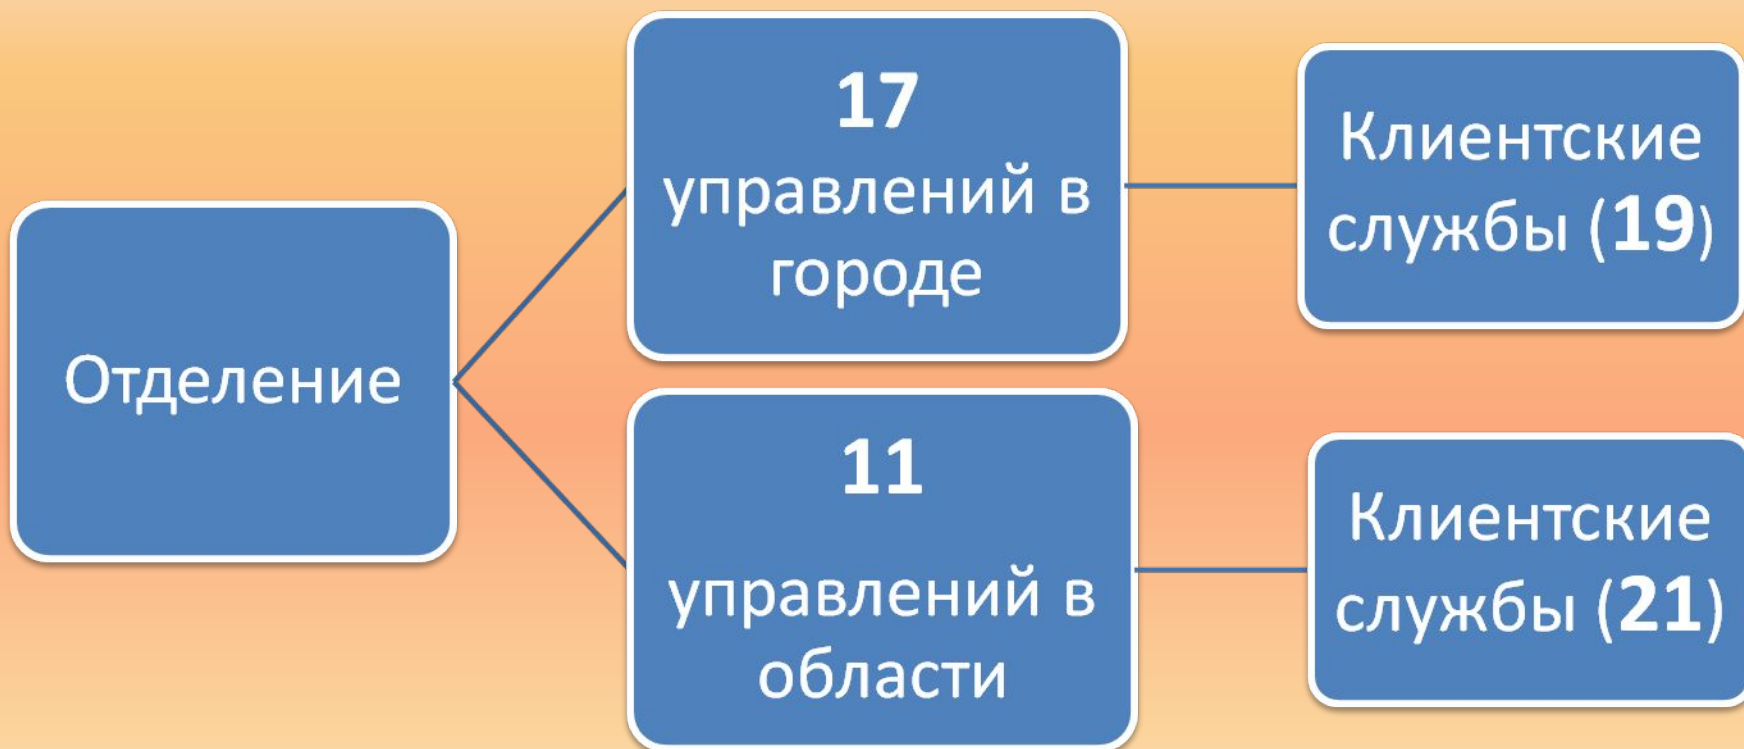 Отделение
17
управлений в
городе
Клиентские
службы (19)
11
управлений в
области
Клиентские
службы (21)